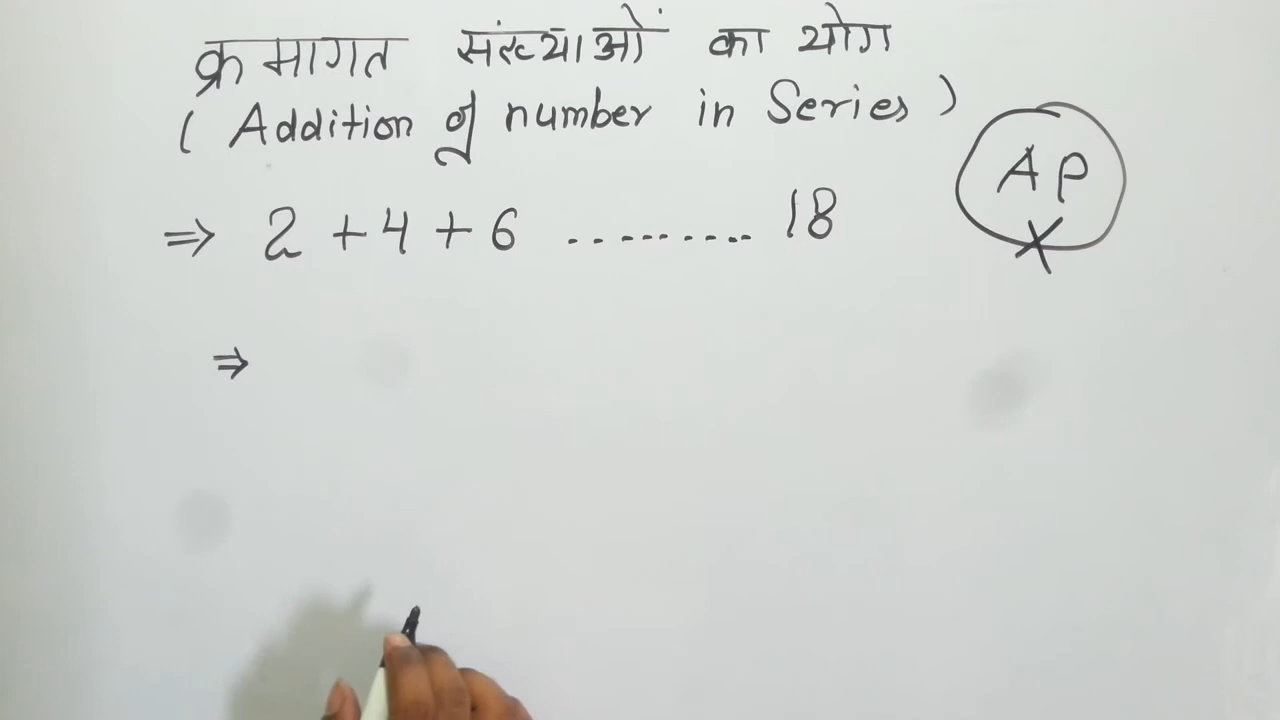 क्रमागत संख्याओं का योग
( Addition of number in Series )
AP
X
⇒ 2 + 4 + 6 ......... 18
⇒